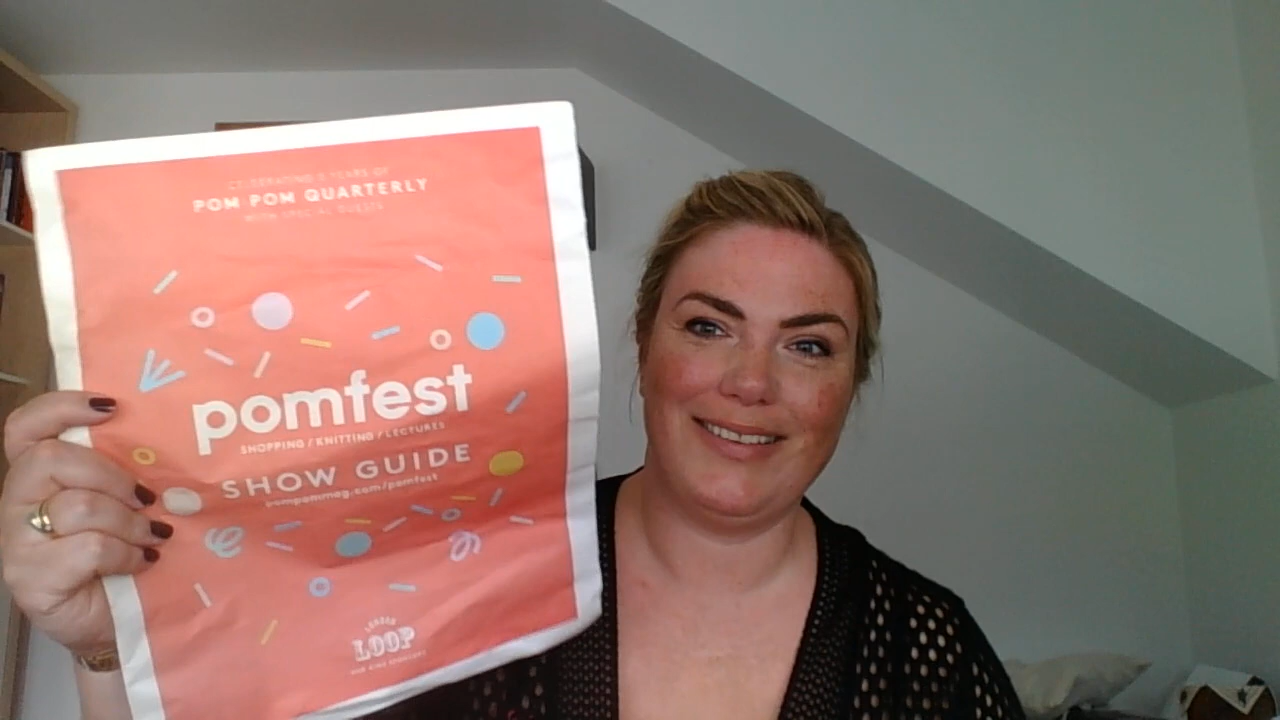 CELEBRATING 5 YEARS OF
POM POM QUARTERLY
WITH SPECIAL GUESTS
pomfest
SHOPPING / KNITTING / LECTURES
SHOW GUIDE
pompommag.com/pomfest
LONDON
LOOP